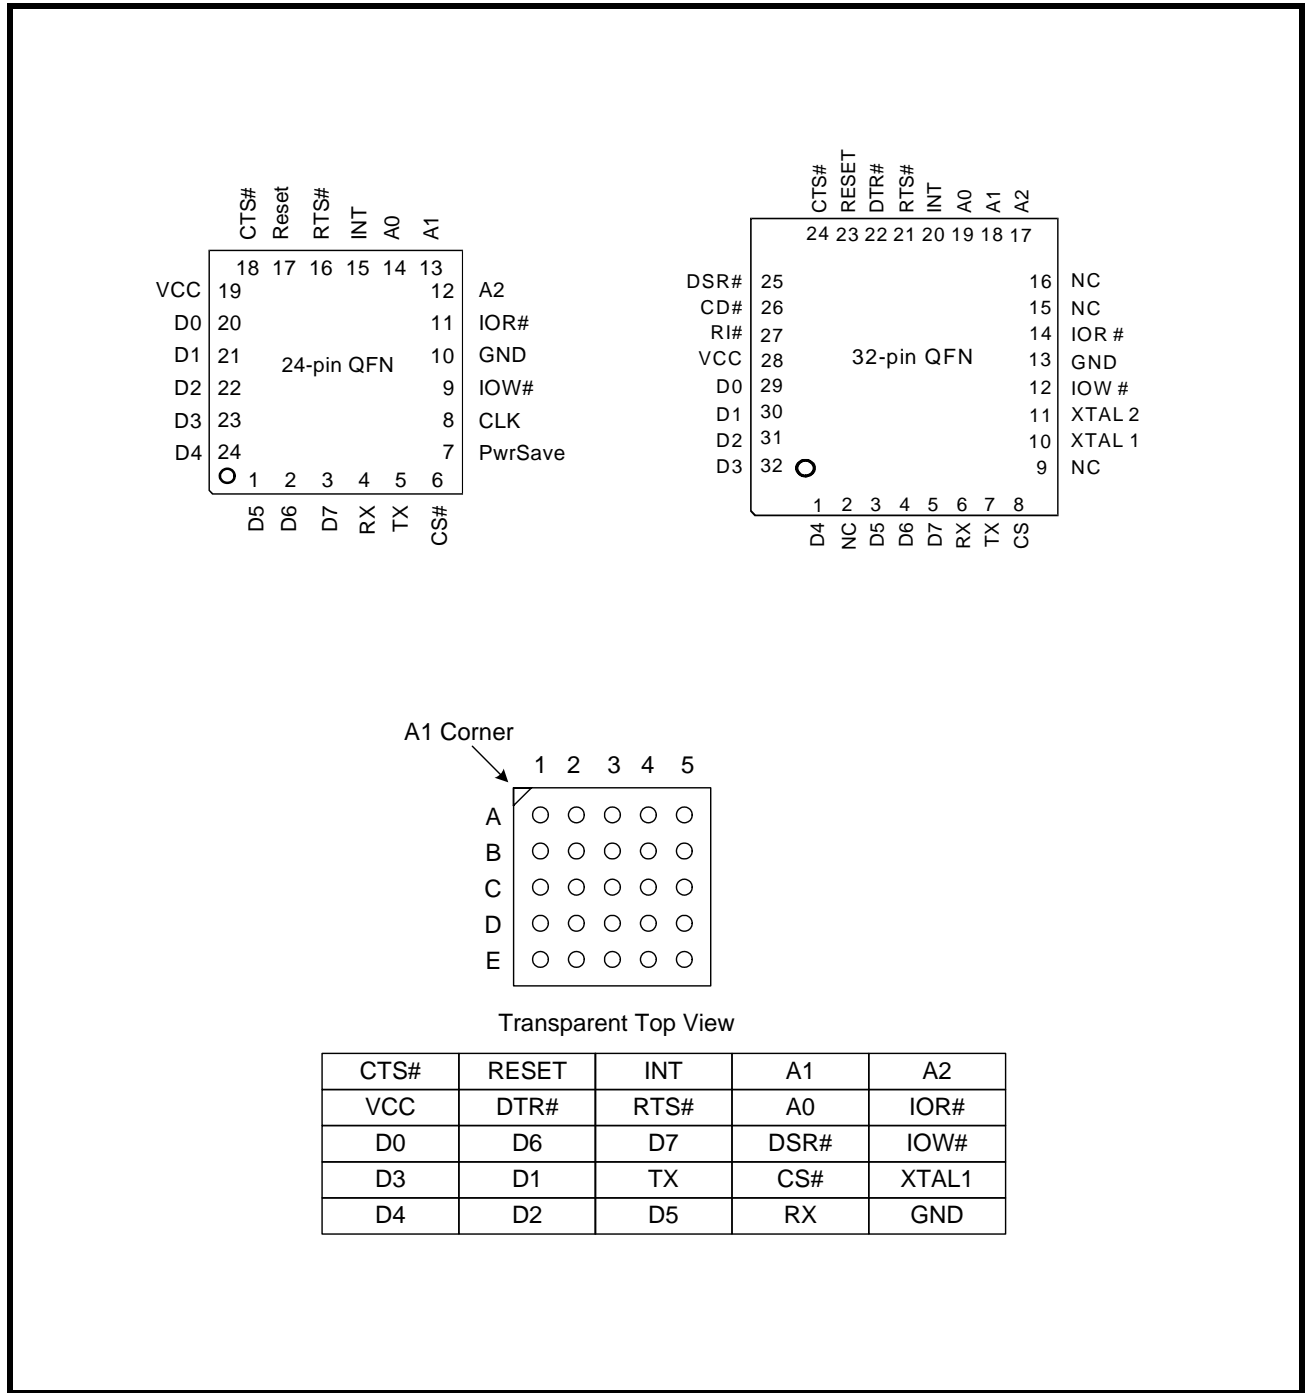 CTS# Reset RTS# INT A0 A1
18 17 16 15 14 13
VCC 19 12 A2
D0 20 11 IOR#
D1 21 10 GND
24-pin QFN
D2 22 9 IOW#
D3 23 8 CLK
D4 24 7 PwrSave
1 2 3 4 5 6
D5 D6 D7 RX TX CS#
CTS# RESET DTR# RTS# INT A0 A1 A2
24 23 22 21 20 19 18 17
DSR# 25 16 NC
CD# 26 15 NC
RI# 27 14 IOR #
VCC 28 32-pin QFN 13 GND
D0 29 12 IOW #
D1 30 11 XTAL 2
D2 31 10 XTAL 1
D3 32 9 NC
1 2 3 4 5 6 7 8
D4 NC D5 D6 D7 RX TX CS
A1 Corner
1 2 3 4 5
A
B
C
D
E
Transparent Top View
CTS# RESET INT A1 A2
VCC DTR# RTS# A0 IOR#
D0 D6 D7 DSR# IOW#
D3 D1 TX CS# XTAL1
D4 D2 D5 RX GND